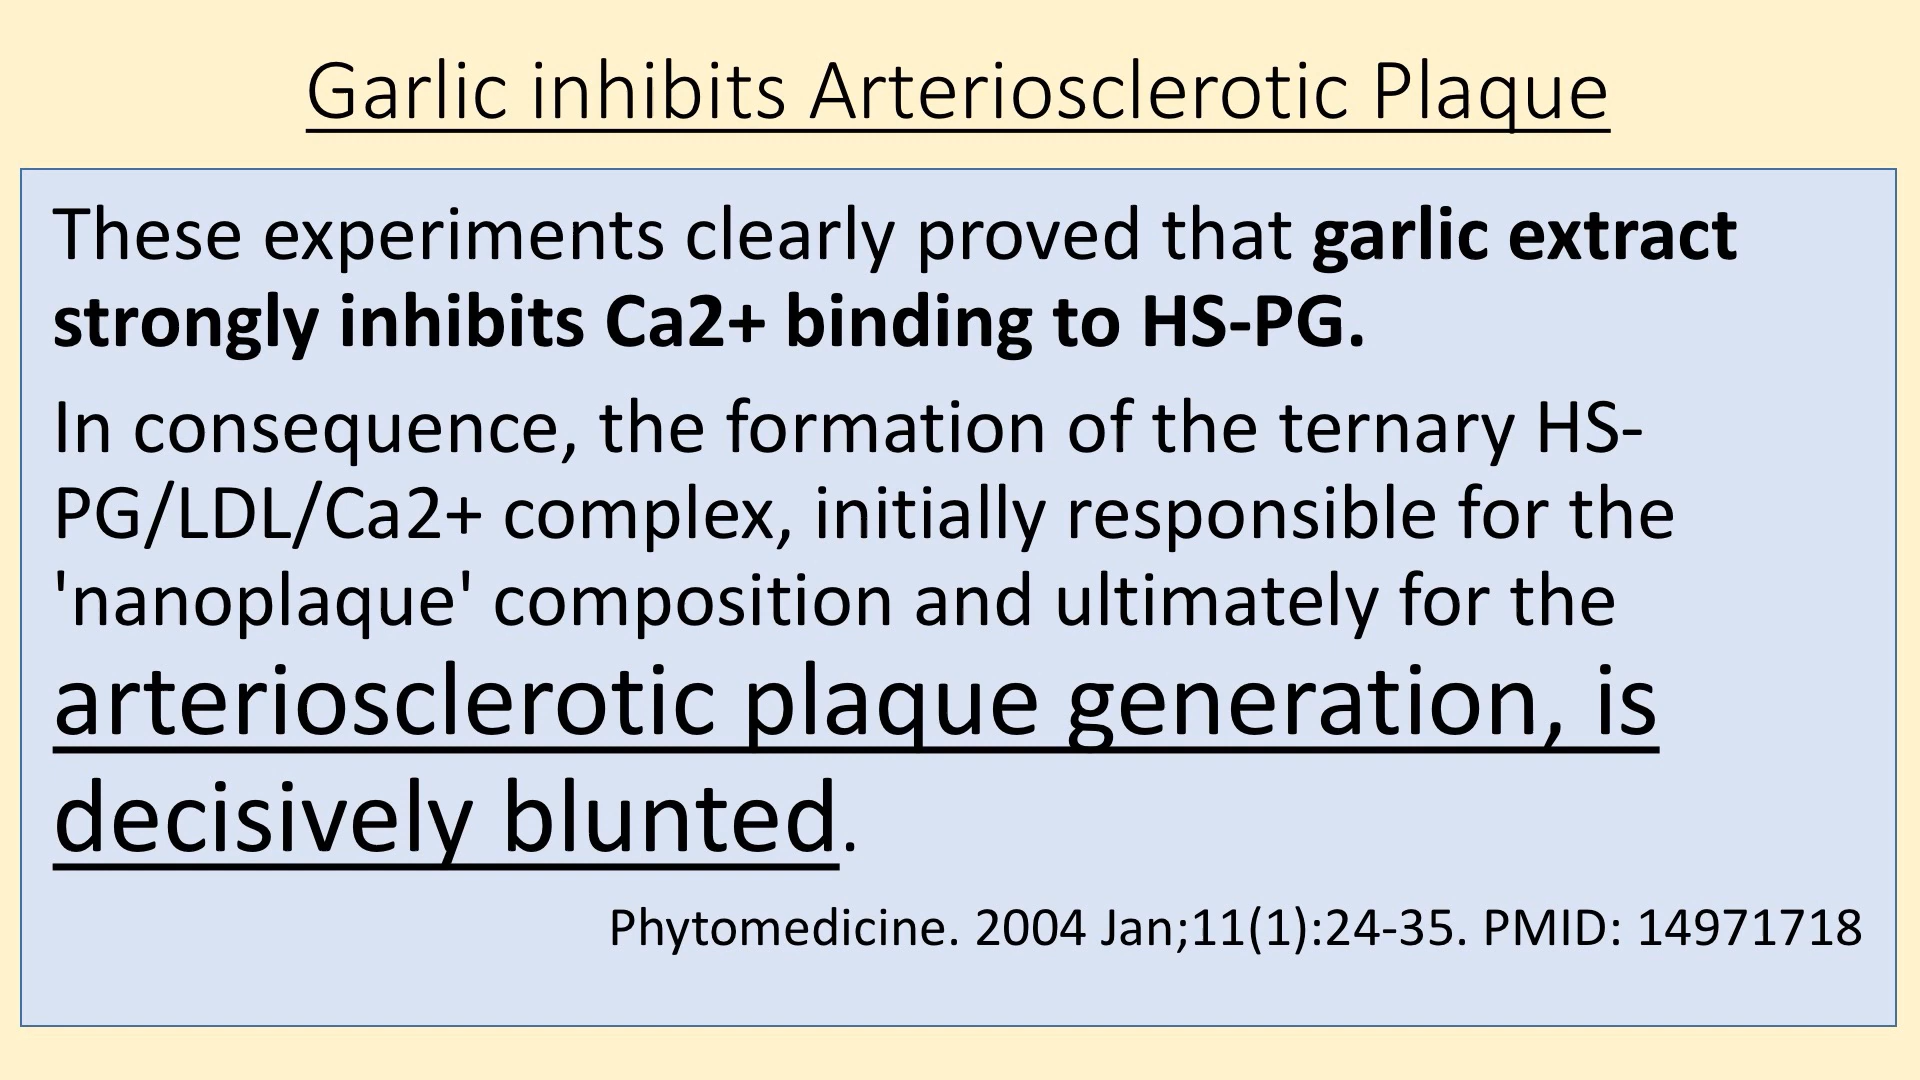 Garlic inhibits Arteriosclerotic Plaque
These experiments clearly proved that garlic extract
strongly inhibits Ca2+ binding to HS-PG.
In consequence, the formation of the ternary HS-
PG/LDL/Ca2+ complex, initially responsible for the
'nanoplaque' composition and ultimately for the
arteriosclerotic plaque generation, is
decisively blunted.
Phytomedicine. 2004 Jan;11(1):24-35. PMID: 14971718